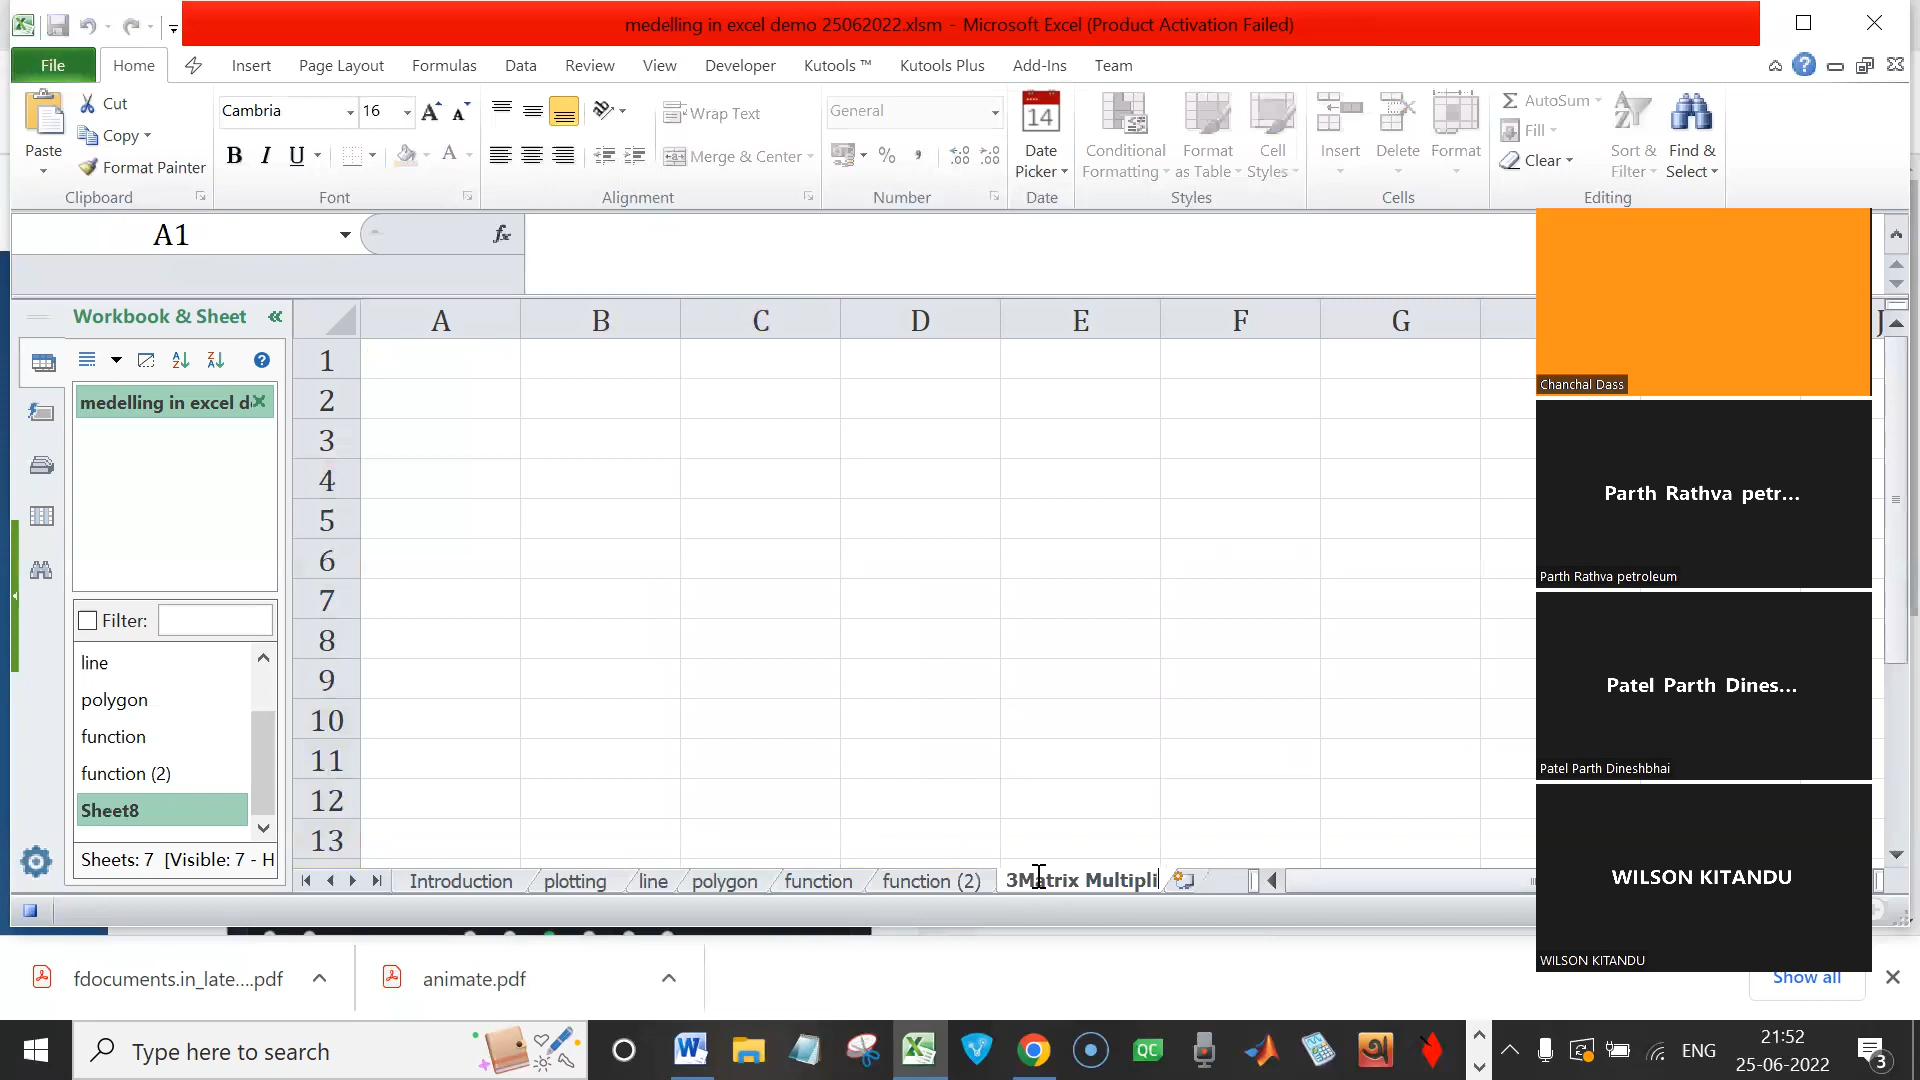 medelling in excel demo 25062022.xlsm - Microsoft Excel (Product Activation Failed)
File Home Insert Page Layout Formulas Data Review View Developer Kutools ™ Kutools Plus Add-Ins Team
Paste
Cut
Copy
Format Painter
Clipboard
Cambria 16
B I U A
Font
Wrap Text
Merge & Center
Alignment
General
%
Number
14
Date
Picker
Date
Conditional
Formatting
Format
as Table
Cell
Styles
Styles
Insert
Delete
Format
Cells
AutoSum
Fill
Clear
Sort &
Filter
Find &
Select
Editing
A1
fx
Workbook & Sheet
medelling in excel d
Filter:
line
polygon
function
function (2)
Sheet8
Sheets: 7 [Visible: 7 - H
A B C D E F G J
1
2
3
4
5
6
7
8
9
10
11
12
13
Introduction plotting line polygon function function (2) 3Matrix Multipli
Chanchal Dass
Parth Rathva petr...
Parth Rathva petroleum
Patel Parth Dines...
Patel Parth Dineshbhai
WILSON KITANDU
WILSON KITANDU
fdocuments.in_late....pdf
animate.pdf
Show all
Type here to search
QC
ENG
21:52
25-06-2022
3